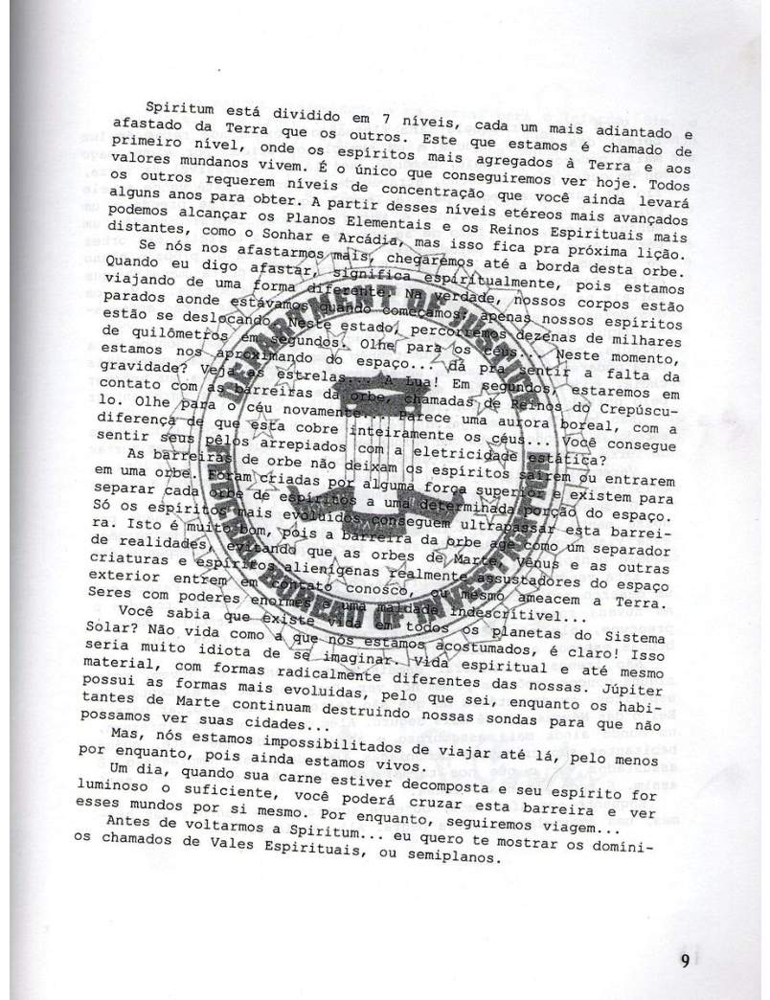 Spiritum está dividido em 7 níveis, cada um mais adiantado e
afastado da Terra que os outros. Este que estamos é chamado de
primeiro nível, onde os espíritos mais agregados à Terra e aos
valores mundanos vivem. É o único que conseguiremos ver hoje. Todos
os outros requerem níveis de concentração que você ainda levará
alguns anos para obter. A partir desses níveis etéreos mais avançados
podemos alcançar os Planos Elementais e os Reinos Espirituais mais
distantes, como o Sonhar e Arcádia, mas isso fica pra próxima lição.
Se nós nos afastarmos mais, chegaremos até a borda desta orbe.
Quando eu digo afastar, significa espiritualmente, pois estamos
viajando de uma forma diferente. Na verdade, nossos corpos estão
parados aonde estávamos quando começamos; apenas nossos espíritos
estão se deslocando. Neste estado, percorremos dezenas de milhares
de quilômetros em segundos. Olhe para os céus... Neste momento,
estamos nos aproximando do espaço... dá pra sentir a falta da
gravidade? Veja as estrelas... A Lua! Em segundos, estaremos em
contato com as barreiras da orbe, chamadas de Reinos do Crepúscu-
lo. Olhe para o céu novamente... Parece uma aurora boreal, com a
diferença de que esta cobre inteiramente os céus... Você consegue
sentir seus pêlos arrepiados com a eletricidade estática?
As barreiras de orbe não deixam os espíritos saírem ou entrarem
em uma orbe. Foram criadas por alguma força superior e existem para
separar cada orbe de espíritos a uma determinada porção do espaço.
Só os espíritos mais evoluídos conseguem ultrapassar esta barrei-
ra. Isto é muito bom, pois a barreira da orbe age como um separador
de realidades, evitando que as orbes de Marte, Vênus e as outras
criaturas e espíritos alienígenas realmente assustadores do espaço
exterior entrem em contato conosco, ou mesmo ameacem a Terra.
Seres com poderes enormes e uma maldade indescritível...
Você sabia que existe vida em todos os planetas do Sistema
Solar? Não vida como a que nós estamos acostumados, é claro! Isso
seria muito idiota de se imaginar. Vida espiritual e até mesmo
material, com formas radicalmente diferentes das nossas. Júpiter
possui as formas mais evoluidas, pelo que sei, enquanto os habi-
tantes de Marte continuam destruindo nossas sondas para que não
possamos ver suas cidades...
Mas, nós estamos impossibilitados de viajar até lá, pelo menos
por enquanto, pois ainda estamos vivos.
Um dia, quando sua carne estiver decomposta e seu espírito for
luminoso o suficiente, você poderá cruzar esta barreira e ver
esses mundos por si mesmo. Por enquanto, seguiremos viagem...
Antes de voltarmos a Spiritum... eu quero te mostrar os domíni-
os chamados de Vales Espirituais, ou semiplanos.
DEPARTMENT OF JUSTICE
FEDERAL BUREAU OF INVESTIGATION
9